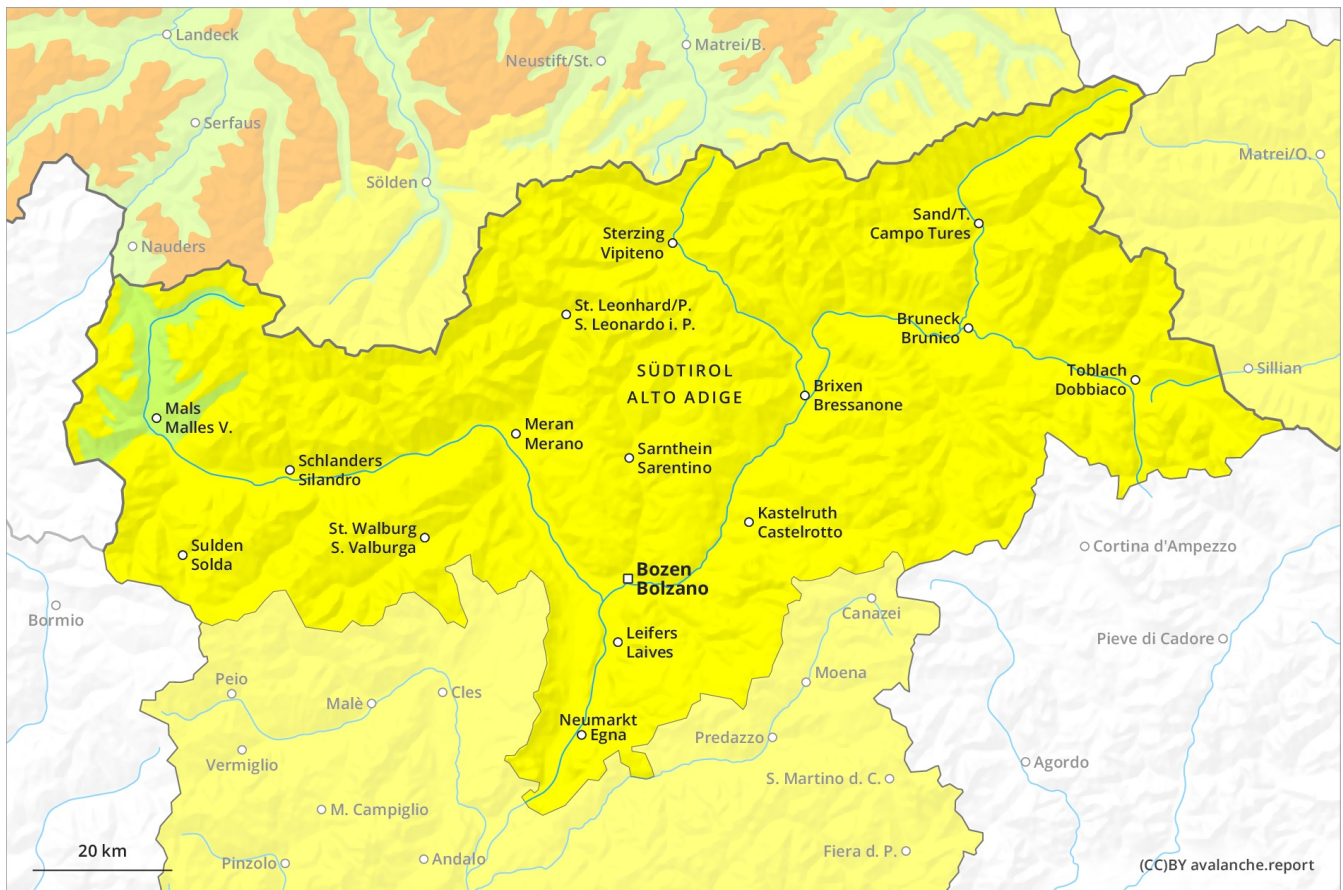 Landeck
Matrei/B.
Neustift/St.
Serfaus
Matrei/O.
Sölden
Sand/T.
Campo Tures
Sterzing
Vipiteno
Nauders
St. Leonhard/P.
S. Leonardo i. P.
Bruneck
Brunico
SÜDTIROL
ALTO ADIGE
Toblach
Dobbiaco
Sillian
Brixen
Bressanone
Mals
Malles V.
Meran
Merano
Sarnthein
Sarentino
Schlanders
Silandro
Kastelruth
Castelrotto
St. Walburg
S. Valburga
Sulden
Solda
Cortina d'Ampezzo
Bozen
Bolzano
Bormio
Canazei
Leifers
Laives
Pieve di Cadore
Moena
Peio
Malè
Cles
Neumarkt
Egna
Predazzo
Vermiglio
Agordo
S. Martino d. C.
M. Campiglio
20 km
Pinzolo
Andalo
Fiera d. P.
(CC)BY avalanche.report